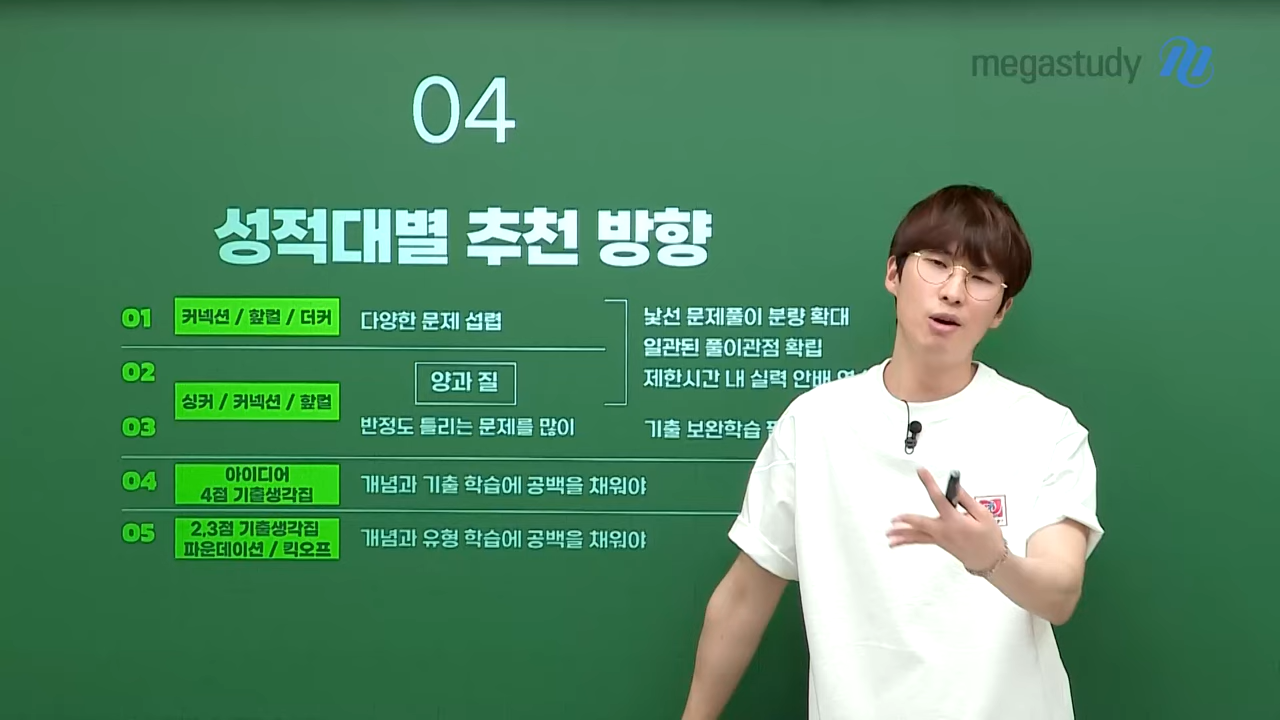 megastudy
04
성적대별 추천 방향
01 커넥션 / 핥컬 / 더커 다양한 문제 섭렵
낯선 문제풀이 분량 확대
일관된 풀이관점 확립
02
양과 질
제한시간 내 실력 안배
싱커 / 커넥션 / 핥컬
03 반정도 틀리는 문제를 많이
기출 보완학습
04 아이디어
4점 기출생각집
개념과 기출 학습에 공백을 채워야
05 2,3점 기출생각집
파운데이션 / 킥오프
개념과 유형 학습에 공백을 채워야